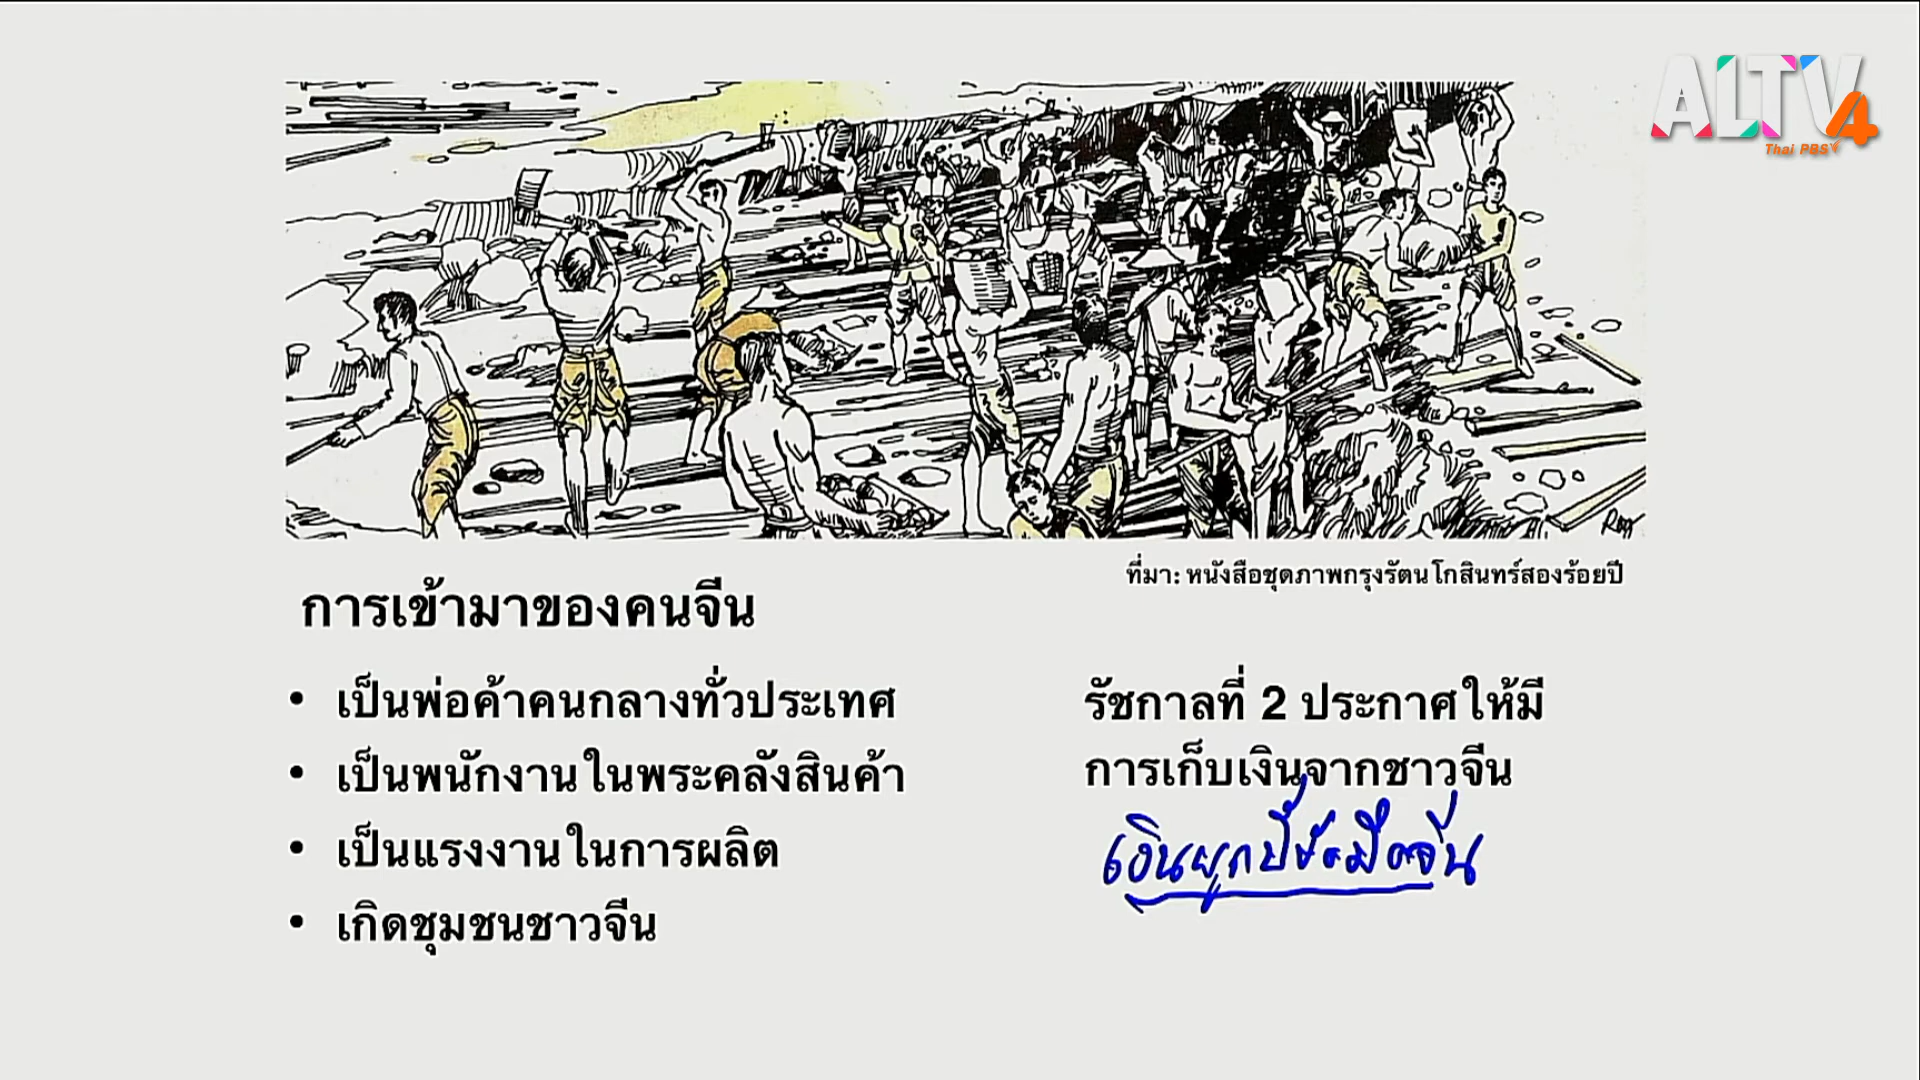 ALTV4
Thai PBS
ที่มา: หนังสือชุดภาพกรุงรัตนโกสินทร์สองร้อยปี
การเข้ามาของคนจีน
• เป็นพ่อค้าคนกลางทั่วประเทศ
• เป็นพนักงานในพระคลังสินค้า
• เป็นแรงงานในการผลิต
• เกิดชุมชนชาวจีน
รัชกาลที่ 2 ประกาศให้มี
การเก็บเงินจากชาวจีน
เงินผูกปี้ข้อมือจีน